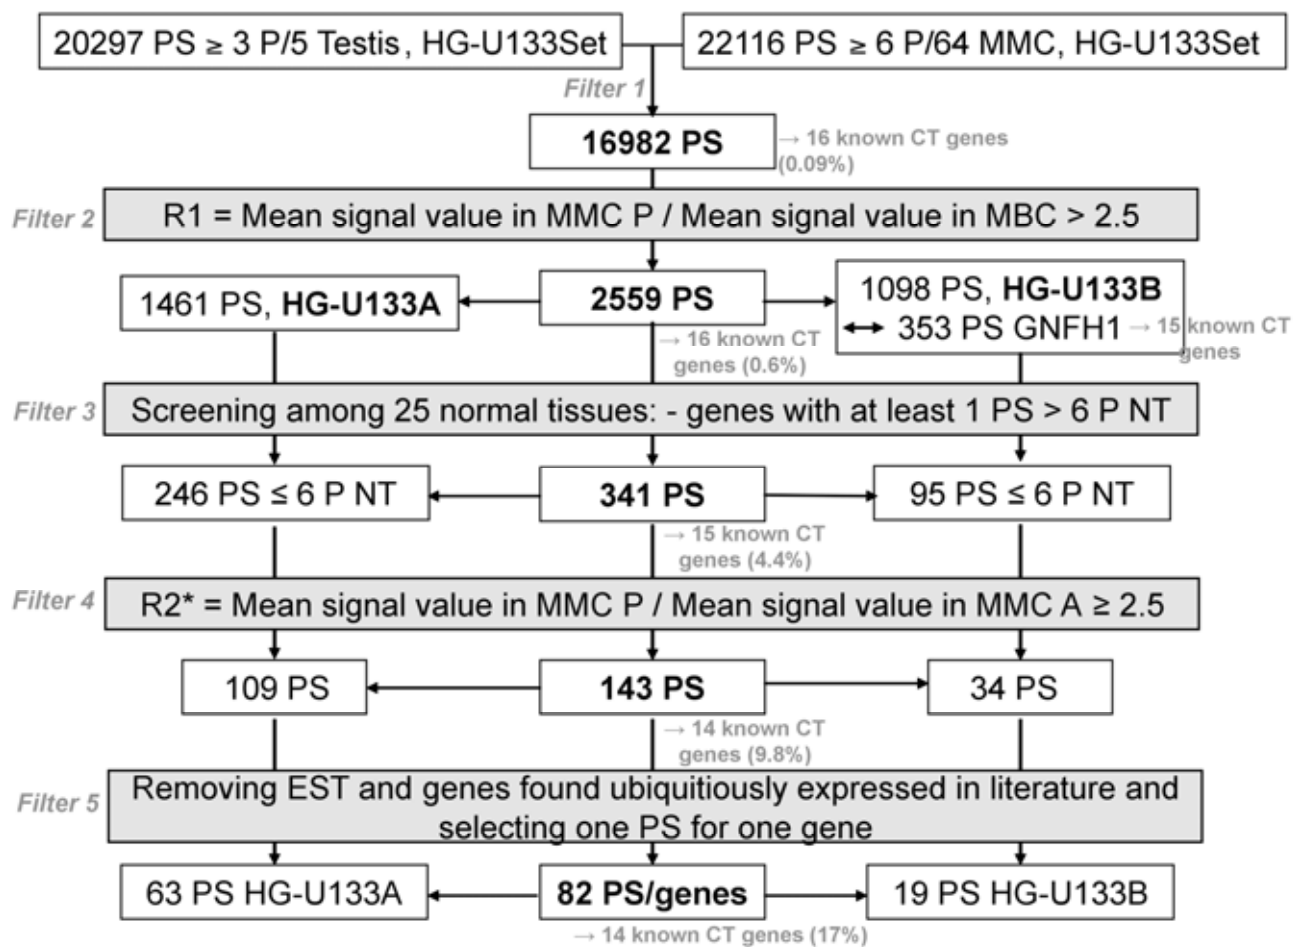 20297 PS ≥ 3 P/5 Testis, HG-U133Set
22116 PS ≥ 6 P/64 MMC, HG-U133Set
Filter 1
16982 PS
→ 16 known CT genes
(0.09%)
Filter 2
R1 = Mean signal value in MMC P / Mean signal value in MBC > 2.5
1461 PS, HG-U133A
2559 PS
1098 PS, HG-U133B
↔ 353 PS GNFH1
→ 15 known CT
genes
→ 16 known CT
genes (0.6%)
Filter 3
Screening among 25 normal tissues: - genes with at least 1 PS > 6 P NT
246 PS ≤ 6 P NT
341 PS
95 PS ≤ 6 P NT
→ 15 known CT
genes (4.4%)
Filter 4
R2* = Mean signal value in MMC P / Mean signal value in MMC A ≥ 2.5
109 PS
143 PS
34 PS
→ 14 known CT
genes (9.8%)
Filter 5
Removing EST and genes found ubiquitiously expressed in literature and
selecting one PS for one gene
63 PS HG-U133A
82 PS/genes
19 PS HG-U133B
→ 14 known CT genes (17%)